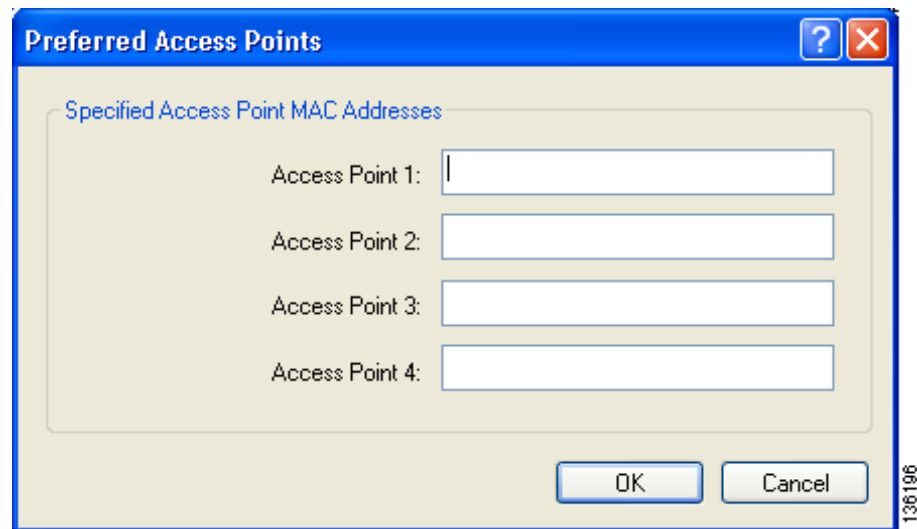 Preferred Access Points
?
Specified Access Point MAC Addresses
Access Point 1:
Access Point 2:
Access Point 3:
Access Point 4:
OK
Cancel
136196